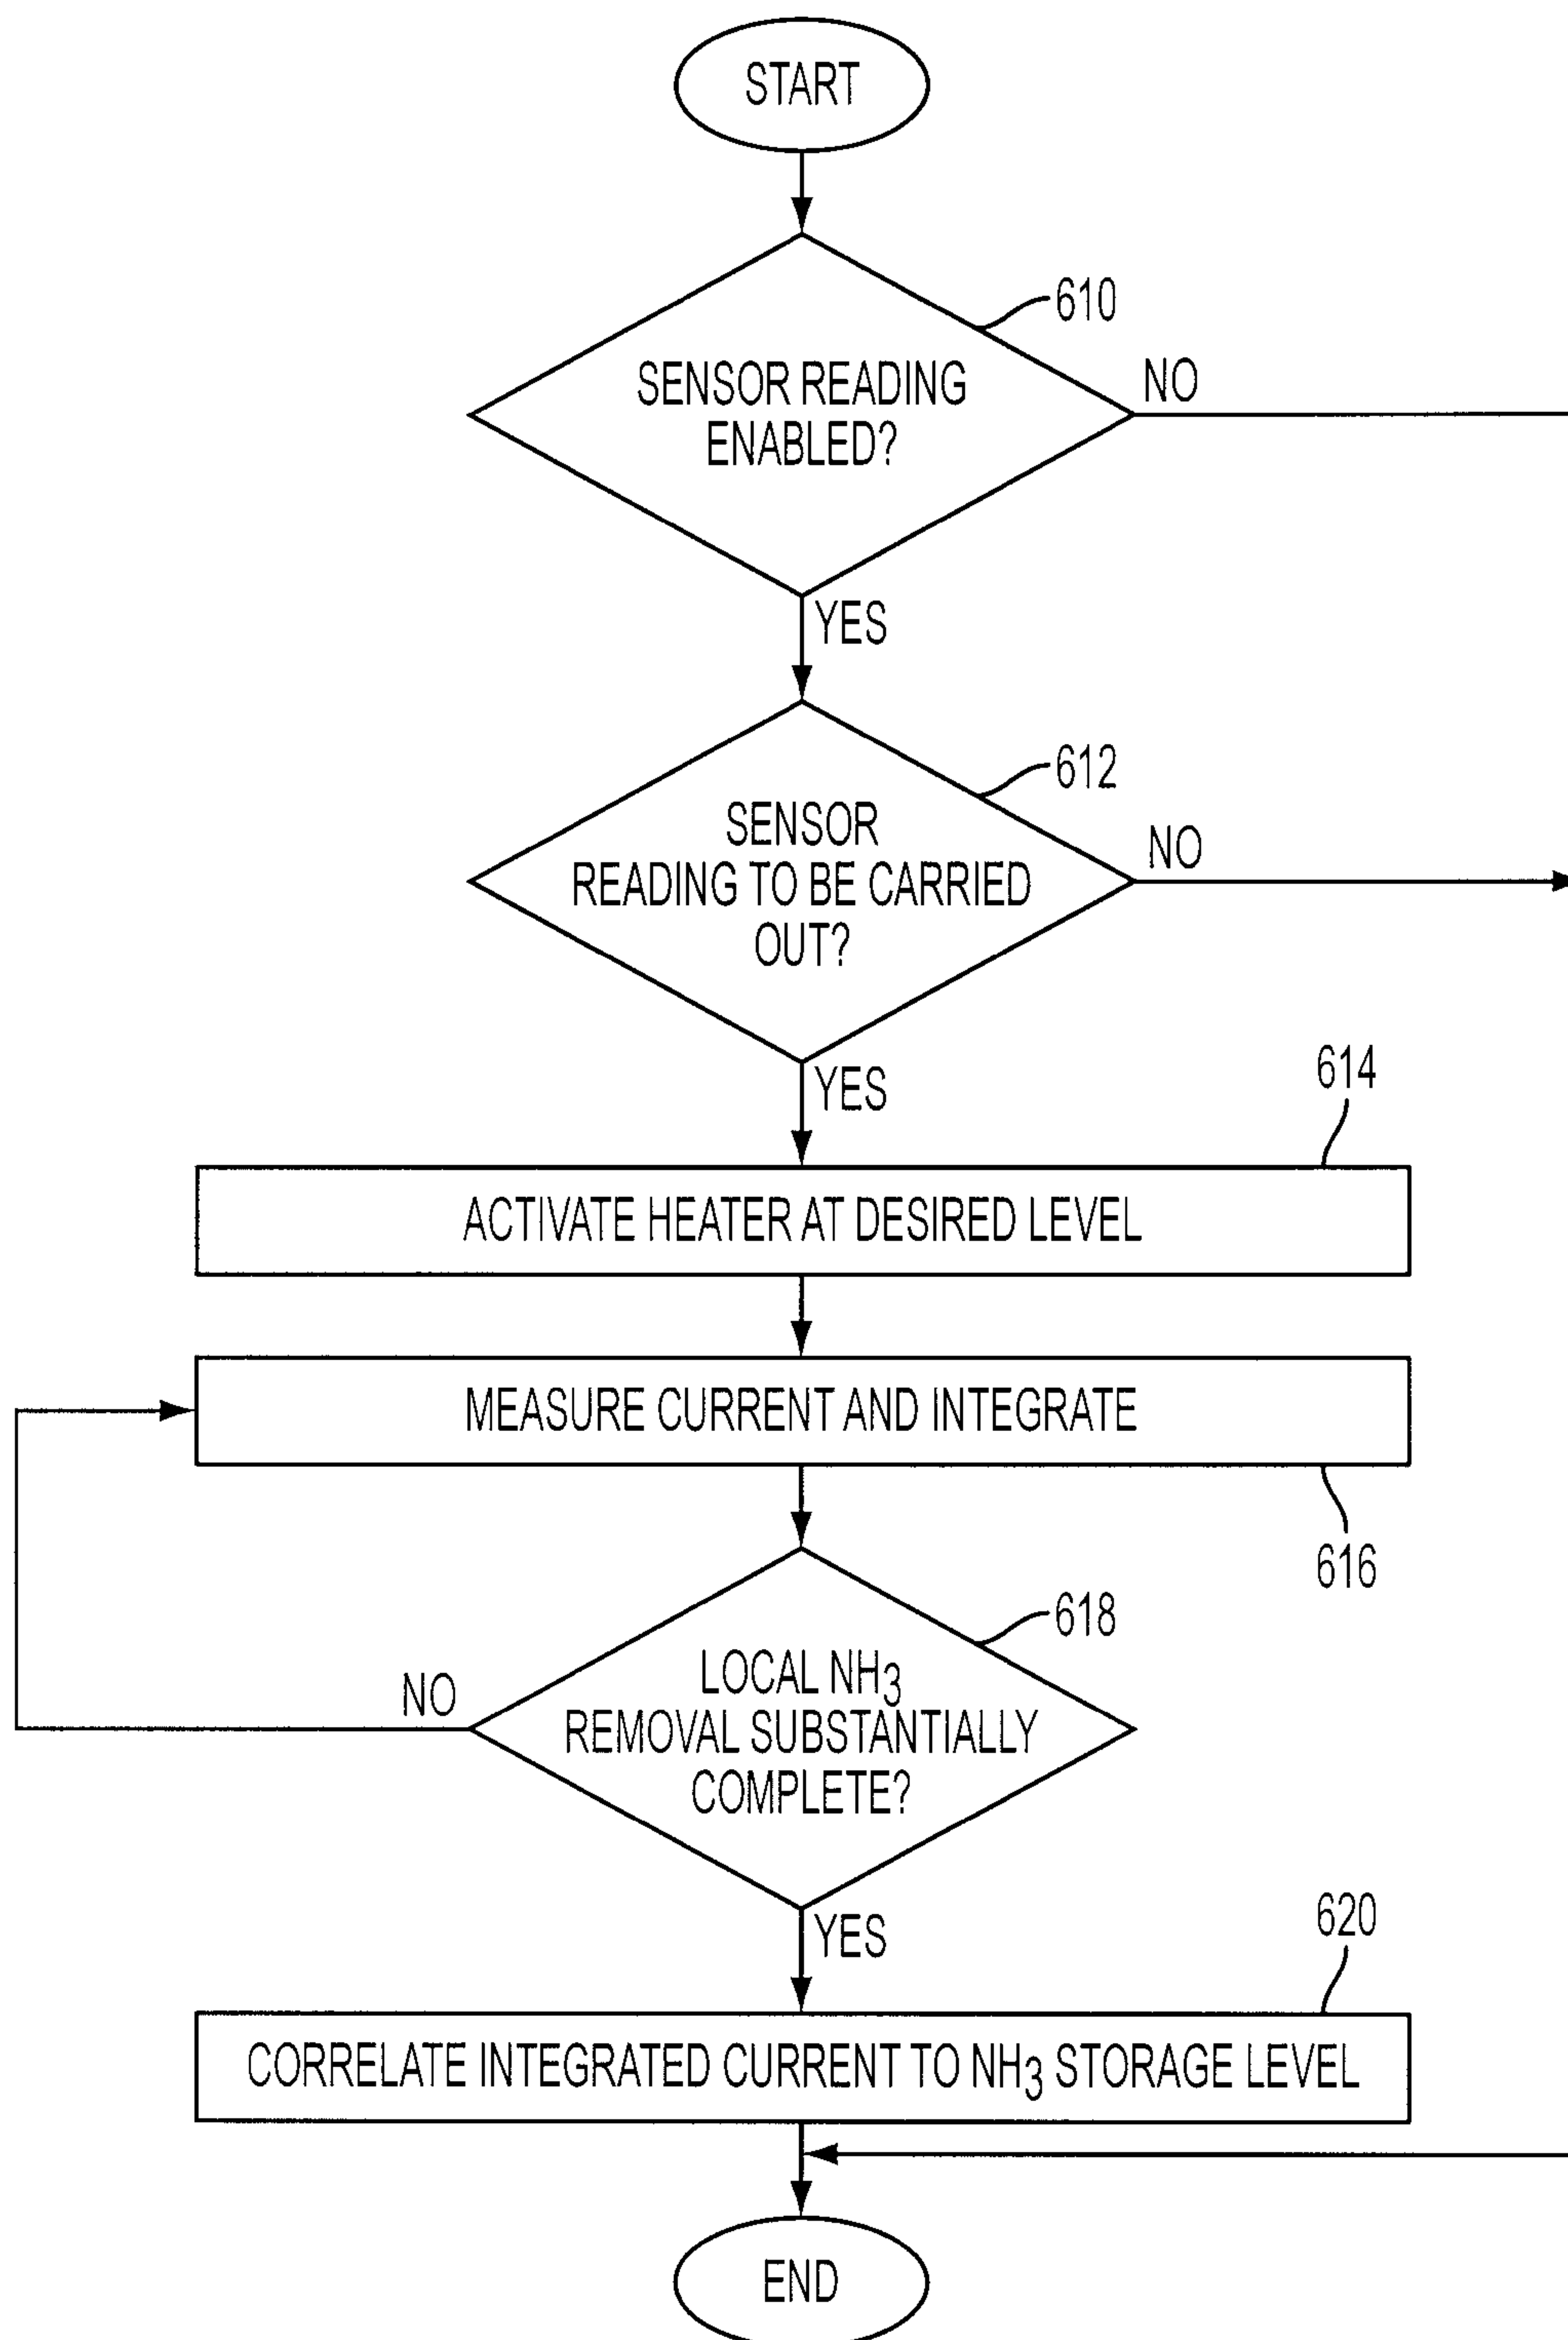 START
610
SENSOR READING
ENABLED?
NO
YES
612
SENSOR
READING TO BE CARRIED
OUT?
NO
YES
614
ACTIVATE HEATER AT DESIRED LEVEL
MEASURE CURRENT AND INTEGRATE
616
618
LOCAL NH3
REMOVAL SUBSTANTIALLY
COMPLETE?
NO
YES
620
CORRELATE INTEGRATED CURRENT TO NH3 STORAGE LEVEL
END